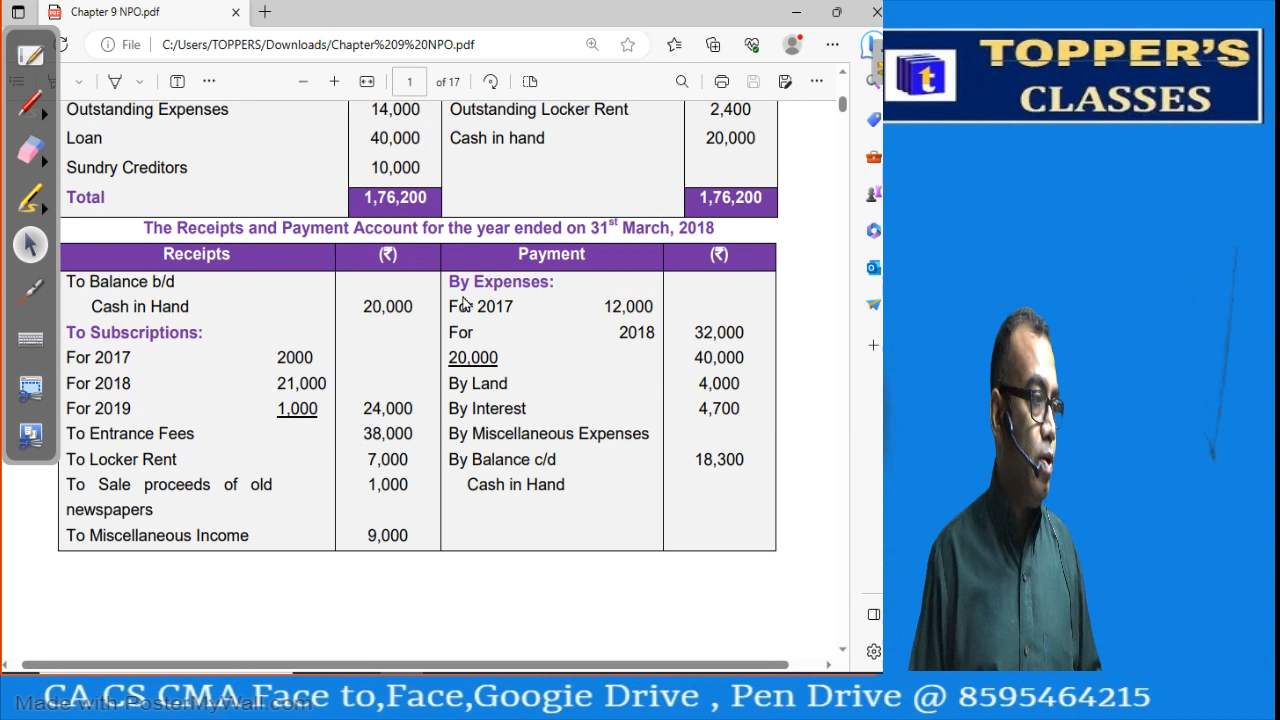 Chapter 9 NPO.pdf
File C:/Users/TOPPERS/Downloads/Chapter%209%20NPO.pdf
1 of 17
TOPPER'S
CLASSES
t
Outstanding Expenses 14,000 Outstanding Locker Rent 2,400
Loan 40,000 Cash in hand 20,000
Sundry Creditors 10,000
Total 1,76,200 1,76,200
The Receipts and Payment Account for the year ended on 31st March, 2018
Receipts (₹) Payment (₹)
To Balance b/d By Expenses:
Cash in Hand 20,000 For 2017 12,000
To Subscriptions: For 2018 32,000
For 2017 2000 20,000 40,000
For 2018 21,000 By Land 4,000
For 2019 1,000 24,000 By Interest 4,700
To Entrance Fees 38,000 By Miscellaneous Expenses
To Locker Rent 7,000 By Balance c/d 18,300
To Sale proceeds of old 1,000 Cash in Hand
newspapers
To Miscellaneous Income 9,000
CA,CS,CMA,Face to,Face,Googie Drive , Pen Drive @ 8595464215
Made with PosterMyWall.com